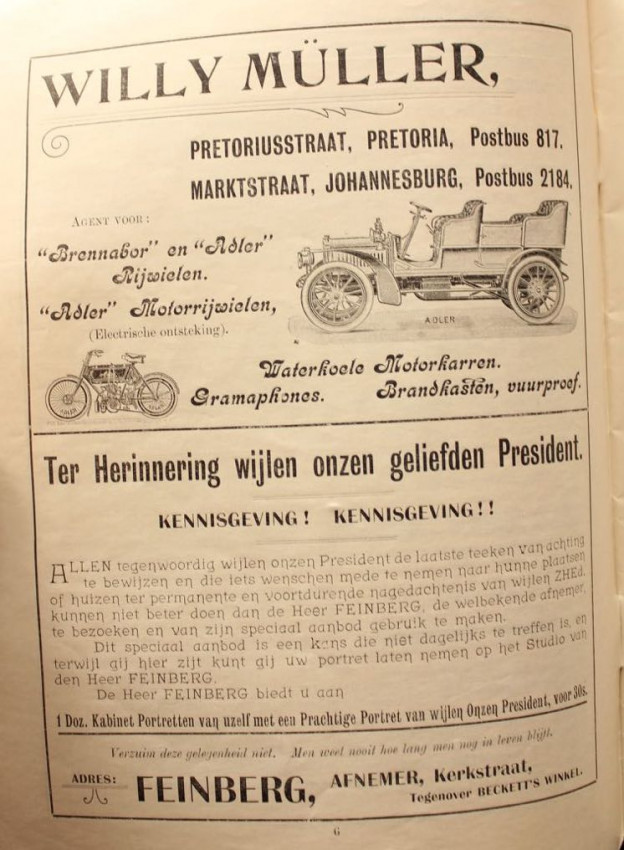 WILLY MÜLLER,
PRETORIUSSTRAAT, PRETORIA, Postbus 817.
MARKTSTRAAT, JOHANNESBURG, Postbus 2184.
AGENT VOOR:
"Brennabor" en "Adler"
Rijwielen.
"Adler" Motorrijwielen,
(Electrische ontsteking).
ADLER
Waterkoele Motorkarren.
Gramaphones. Brandkasten, vuurproef.
Ter Herinnering wijlen onzen geliefden President.
KENNISGEVING! KENNISGEVING!!
ALLEN tegenwoordig wijlen onzen President de laatste teeken van achting
te bewijzen en die iets wenschen mede te nemen naar hunne plaatsen
of huizen ter permanente en voortdurende nagedachtenis van wijlen ZHEd.
kunnen niet beter doen dan de Heer FEINBERG, de welbekende afnemer,
te bezoeken en van zijn speciaal aanbod gebruik te maken.
Dit speciaal aanbod is een kans die niet dagelijks te treffen is, en
terwijl gij hier zijt kunt gij uw portret laten nemen op het Studio van
den Heer FEINBERG.
De Heer FEINBERG biedt u aan
1 Doz. Kabinet Portretten van uzelf met een Prachtige Portret van wijlen Onzen President, voor 30s.
Verzuim deze gelegenheid niet. Men weet nooit hoe lang men nog in leven blijft.
ADRES: FEINBERG, AFNEMER, Kerkstraat,
Tegenover BECKETT'S WINKEL.
6